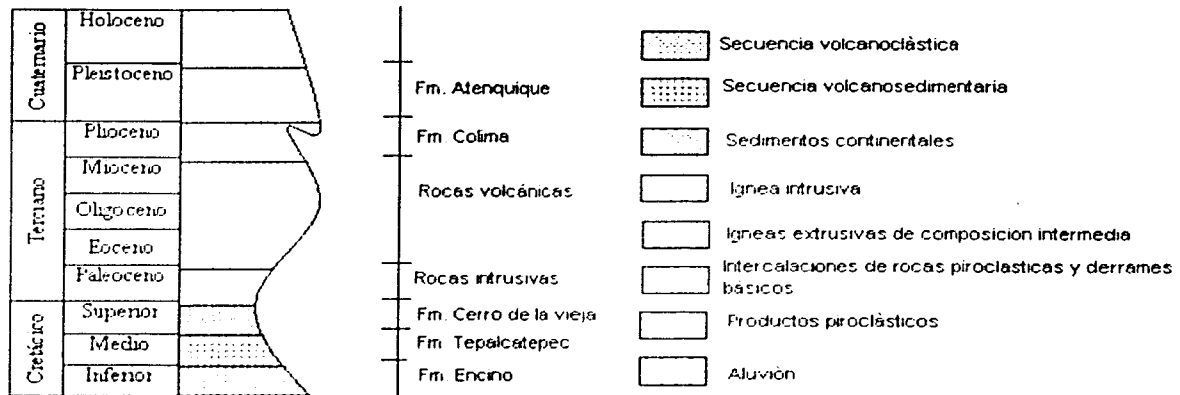 Cuaternario
Holoceno
Pleistoceno
Terciario
Plioceno
Mioceno
Oligoceno
Eoceno
Paleoceno
Cretácico
Superior
Medio
Inferior
Fm. Atenquique
Fm. Colima
Rocas volcánicas
Rocas intrusivas
Fm. Cerro de la vieja
Fm. Tepalcatepec
Fm. Encino
Secuencia volcanoclástica
Secuencia volcanosedimentaria
Sedimentos continentales
Ignea intrusiva
Igneas extrusivas de composicion intermedia
Intercalaciones de rocas piroclasticas y derrames
básicos
Productos piroclásticos
Aluvión